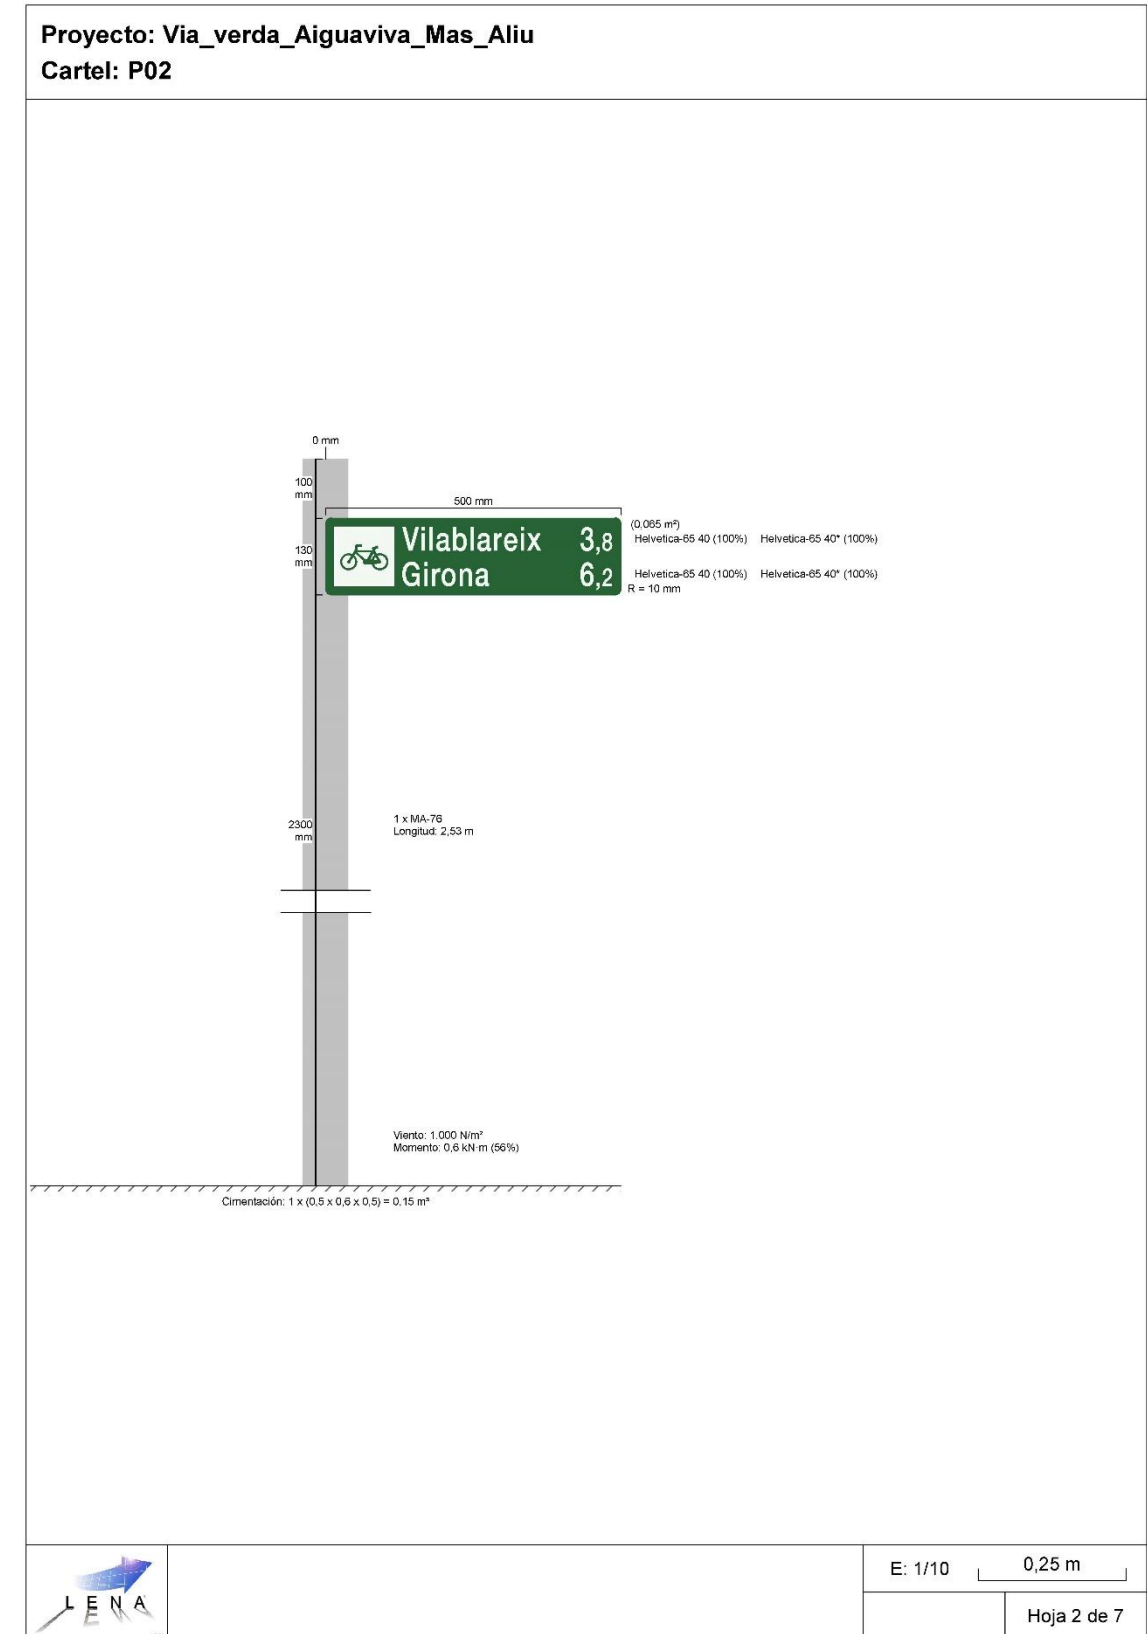 Proyecto: Via_verda_Aiguaviva_Mas_Aliu
Cartel: P02
0 mm
100
mm
500 mm
130
mm
Vilablareix 3,8
Girona 6,2
(0,065 m²)
Helvetica-65 40 (100%) Helvetica-65 40* (100%)
Helvetica-65 40 (100%) Helvetica-65 40* (100%)
R = 10 mm
2300
mm
1 x MA-76
Longitud: 2,53 m
Viento: 1.000 N/m²
Momento: 0,6 kN·m (56%)
Cimentación: 1 x (0,5 x 0,6 x 0,5) = 0,15 m³
LENA
E: 1/10
0,25 m
Hoja 2 de 7